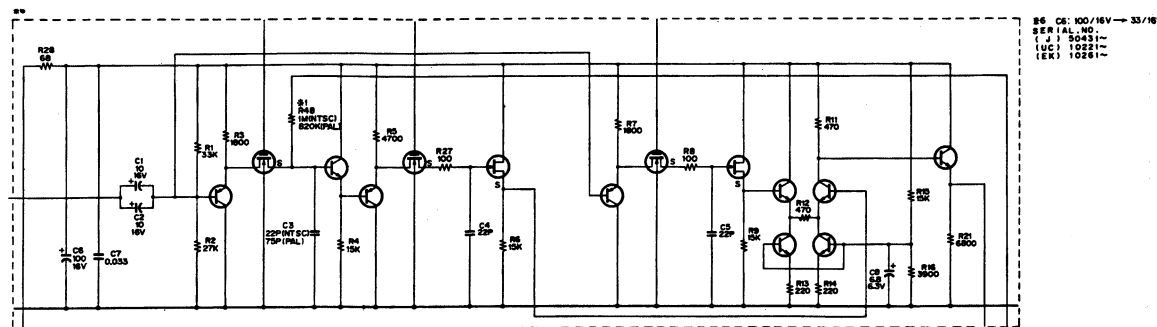 R28
68
※6 C6: 100/16V → 33/16
SERIAL.NO.
( J ) 50431~
(UC) 10221~
(EK) 10261~
R1
33K
R3
1800
※1
R48
1M(NTSC)
820K(PAL)
R5
4700
R27
100
R7
1800
R8
100
R11
470
C1
10
16V
S
S
S
S
S
R12
470
R15
15K
10
16V
C6
100
16V
C7
0.033
R2
27K
C3
22P(NTSC)
75P(PAL)
R4
15K
C4
22P
R6
15K
C5
22P
R9
15K
R13
220
R14
220
6.8
6.3V
R16
3900
R21
6800